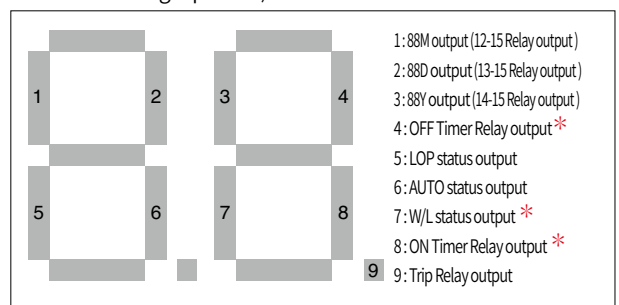 1 2 3 4
5 6 7 8
9
1:88M output (12-15 Relay output)
2:88D output (13-15 Relay output)
3:88Y output (14-15 Relay output)
4:OFF Timer Relay output*
5:LOP status output
6:AUTO status output
7:W/L status output *
8:ON Timer Relay output *
9:Trip Relay output